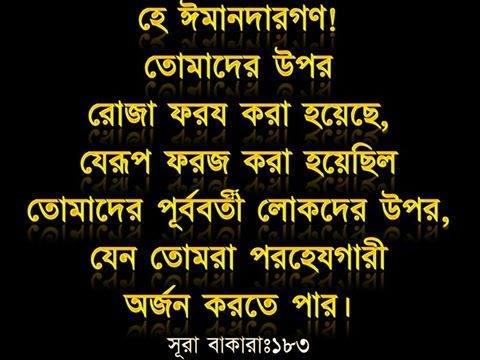 হে ঈমানদারগণ!
তোমাদের উপর
রোজা ফরয করা হয়েছে,
যেরূপ ফরজ করা হয়েছিল
তোমাদের পূর্ববর্তী লোকদের উপর,
যেন তোমরা পরহেযগারী
অর্জন করতে পার।
সূরা বাকারাঃ১৮৩